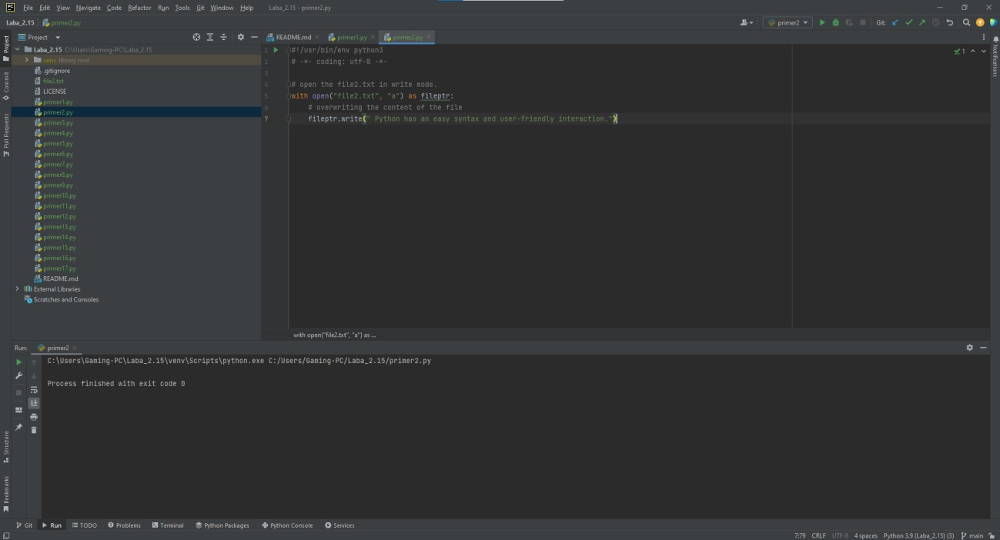 PC File Edit View Navigate Code Refactor Run Tools Git Window Help Laba_2.15 - primer2.py
Laba_2.15 primer2.py
primer2
Git:
Project
README.md
primer1.py
primer2.py
Laba_2.15 C:\Users\Gaming-PC\Laba_2.15
venv library root
.gitignore
file2.txt
LICENSE
primer1.py
primer2.py
primer3.py
primer4.py
primer5.py
primer6.py
primer7.py
primer8.py
primer9.py
primer10.py
primer11.py
primer12.py
primer13.py
primer14.py
primer15.py
primer16.py
primer17.py
README.md
External Libraries
Scratches and Consoles
1 #!/usr/bin/env python3
2 # -*- coding: utf-8 -*-
3
4 # open the file2.txt in write mode.
5 with open("file2.txt", "a") as fileptr:
6 # overwriting the content of the file
7 fileptr.write(" Python has an easy syntax and user-friendly interaction.")
1
with open("file2.txt", "a") as ...
Project
Commit
Pull Requests
Structure
Bookmarks
Notifications
Run: primer2
C:\Users\Gaming-PC\Laba_2.15\venv\Scripts\python.exe C:/Users/Gaming-PC/Laba_2.15/primer2.py
Process finished with exit code 0
Git Run TODO Problems Terminal Python Packages Python Console Services
7:79 CRLF UTF-8 4 spaces Python 3.9 (Laba_2.15) (3) main